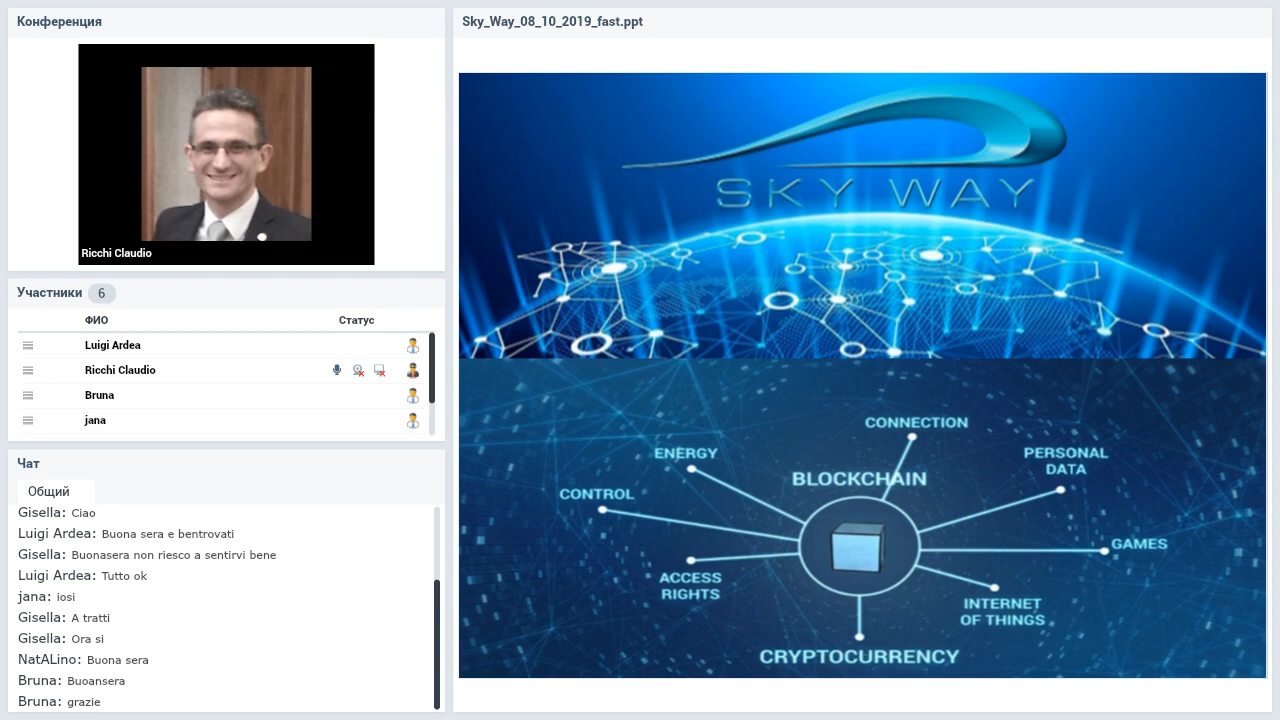 Конференция
Ricchi Claudio
Участники 6
ФИО Статус
Luigi Ardea
Ricchi Claudio
Bruna
jana
Чат
Общий
Gisella: Ciao
Luigi Ardea: Buona sera e bentrovati
Gisella: Buonasera non riesco a sentirvi bene
Luigi Ardea: Tutto ok
jana: iosi
Gisella: A tratti
Gisella: Ora si
NatALino: Buona sera
Bruna: Buoansera
Bruna: grazie
Sky_Way_08_10_2019_fast.ppt
SKY WAY
CONNECTION
ENERGY
PERSONAL
DATA
BLOCKCHAIN
CONTROL
GAMES
ACCESS
RIGHTS
INTERNET
OF THINGS
CRYPTOCURRENCY